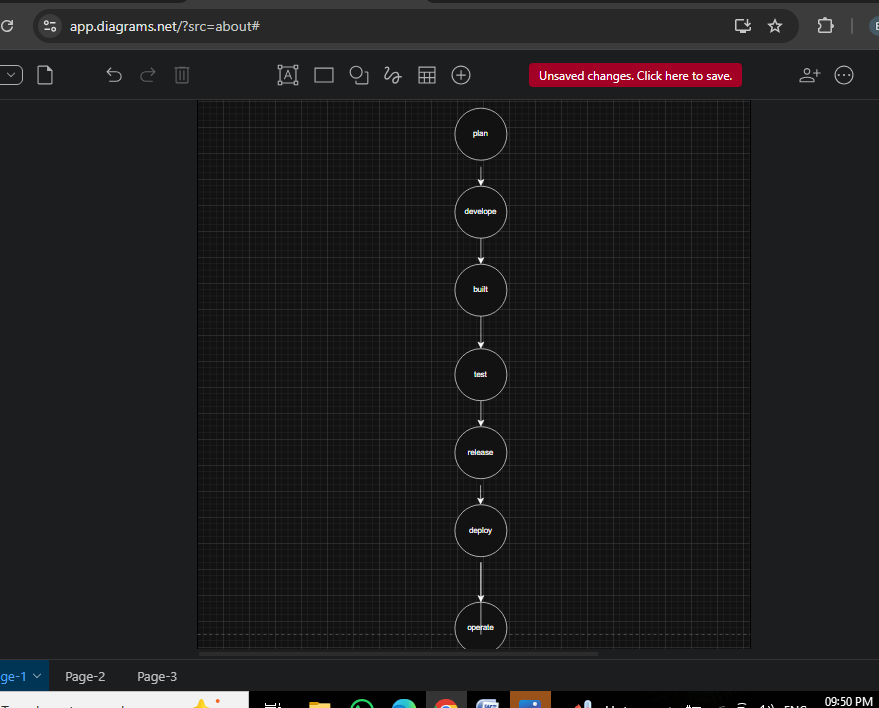 app.diagrams.net/?src=about#
A
Unsaved changes. Click here to save.
plan
develope
built
test
release
deploy
operate
ge-1
Page-2
Page-3
09:50 PM